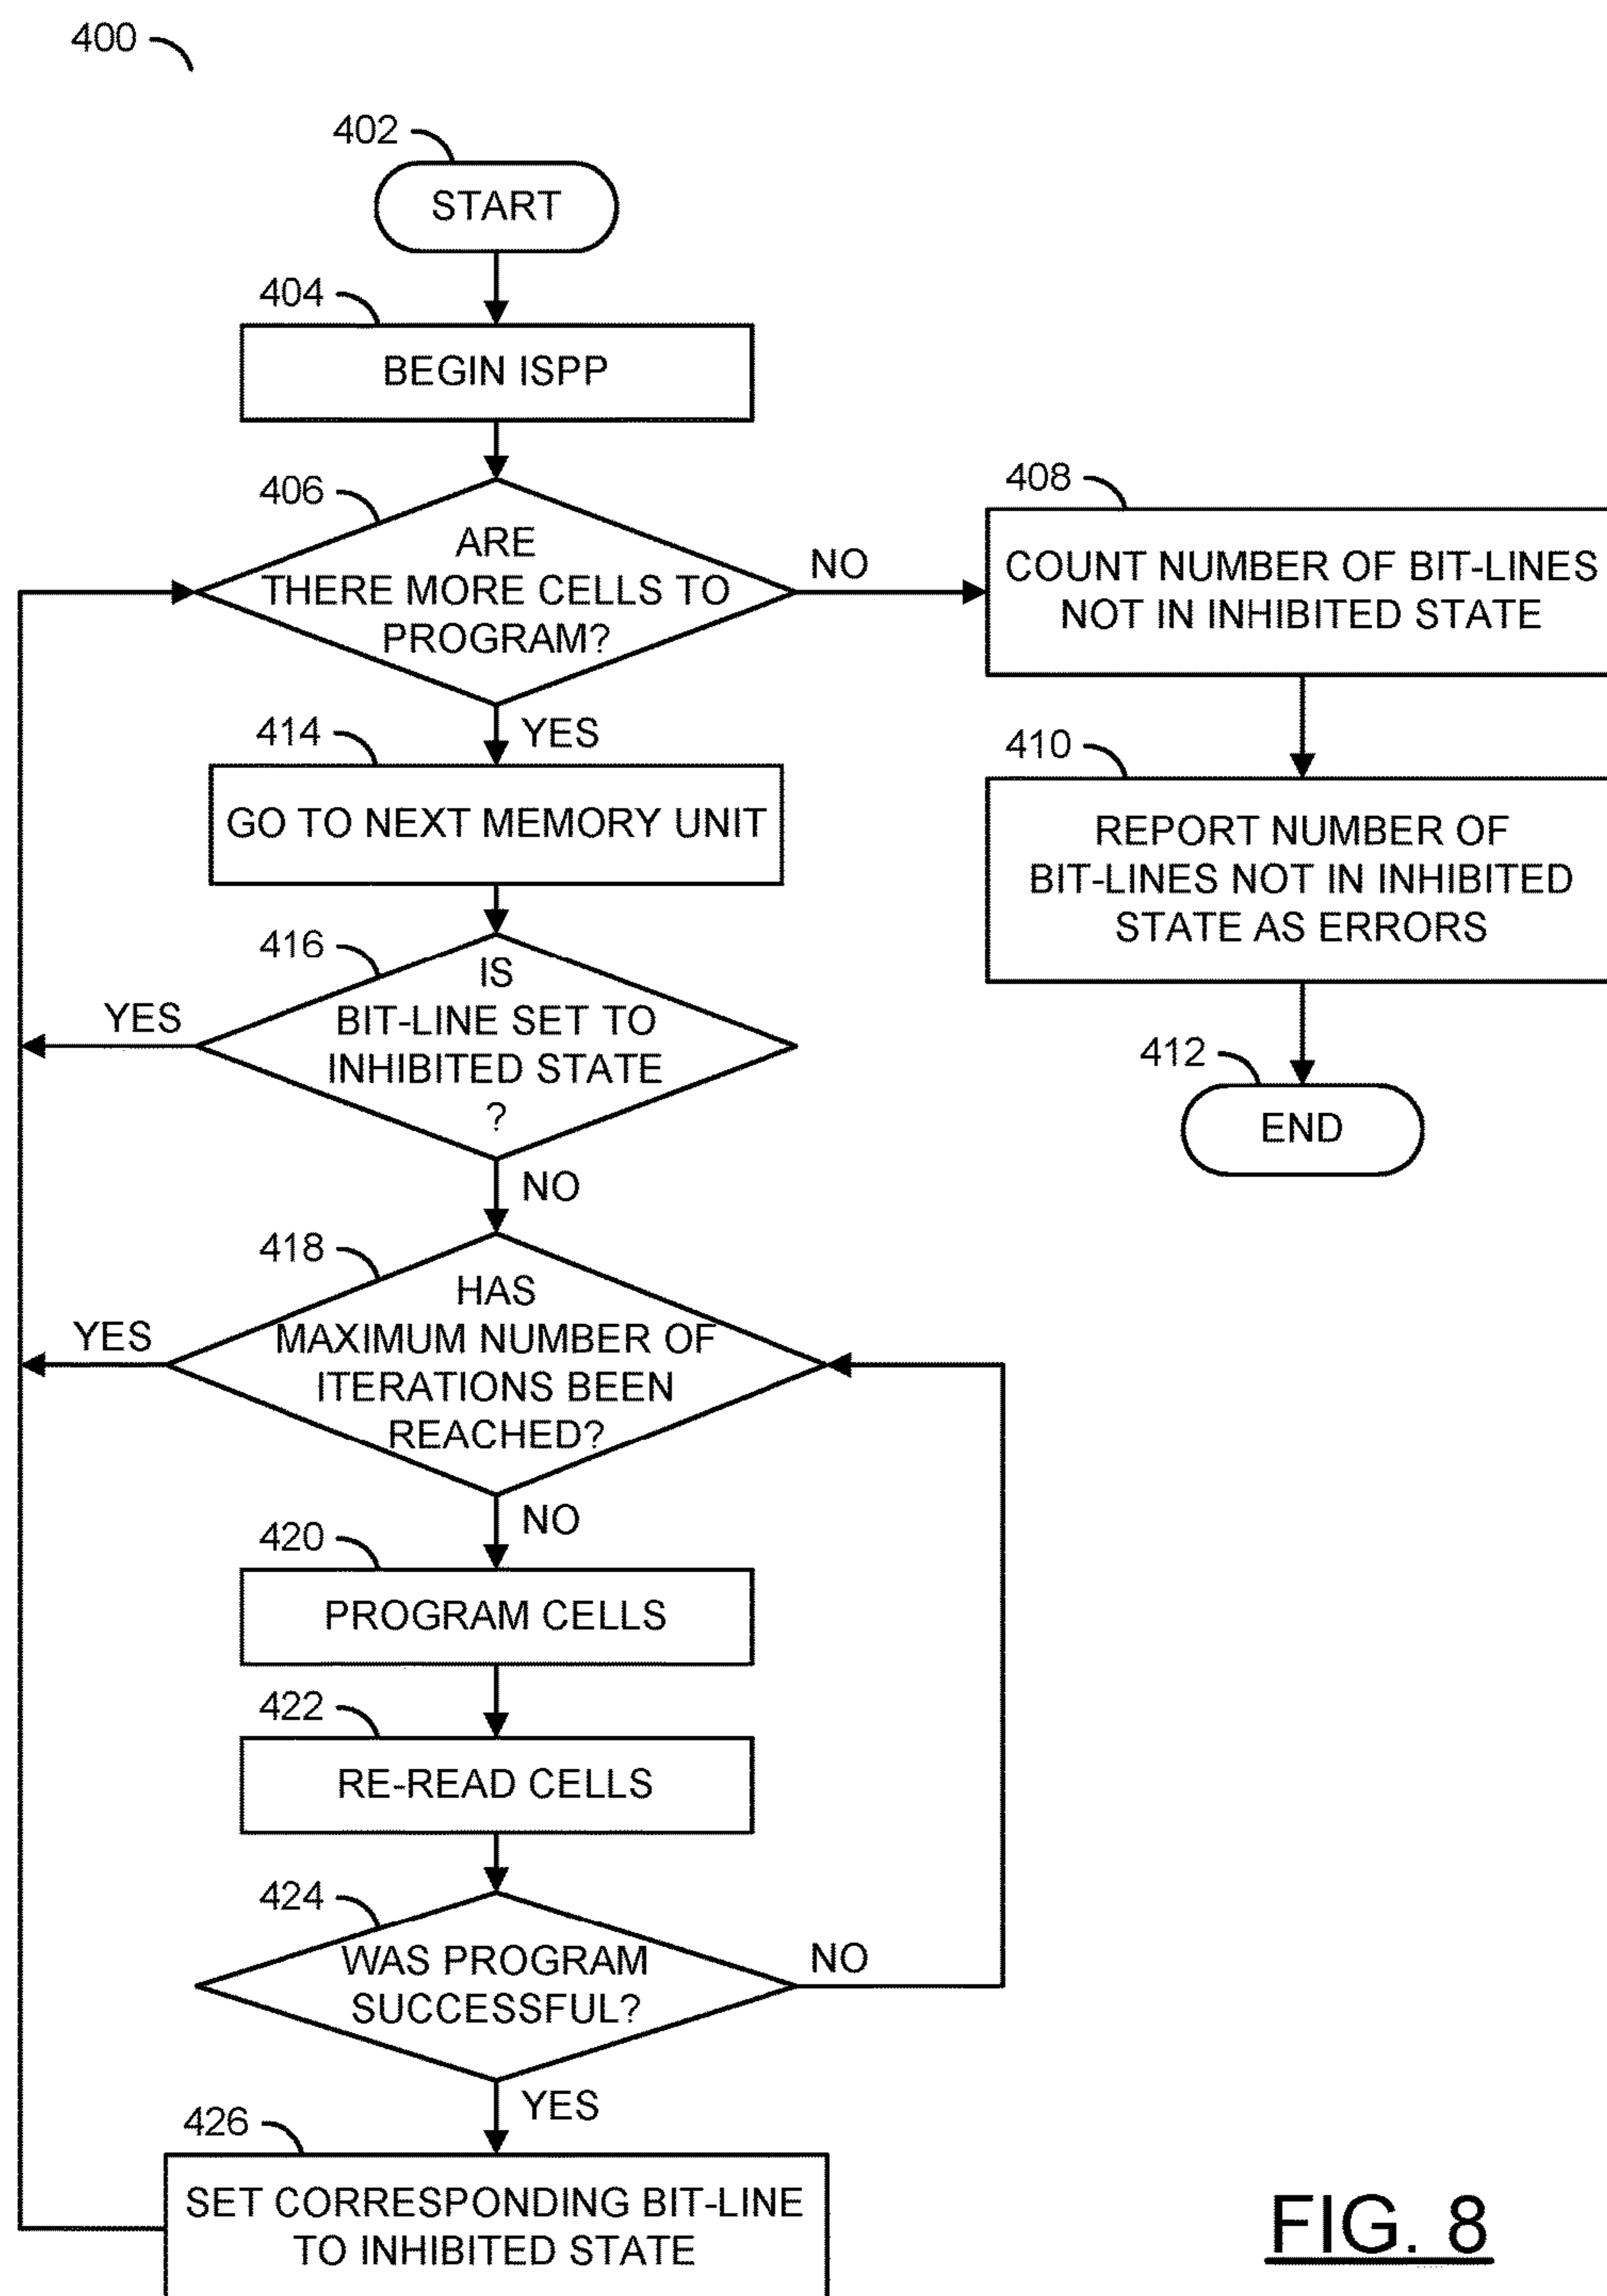 400
402
START
404
BEGIN ISPP
406
ARE
THERE MORE CELLS TO
PROGRAM?
NO
408
COUNT NUMBER OF BIT-LINES
NOT IN INHIBITED STATE
YES
410
REPORT NUMBER OF
BIT-LINES NOT IN INHIBITED
STATE AS ERRORS
412
END
414
GO TO NEXT MEMORY UNIT
416
IS
BIT-LINE SET TO
INHIBITED STATE
?
YES
NO
418
HAS
MAXIMUM NUMBER OF
ITERATIONS BEEN
REACHED?
YES
NO
420
PROGRAM CELLS
422
RE-READ CELLS
424
WAS PROGRAM
SUCCESSFUL?
NO
YES
426
SET CORRESPONDING BIT-LINE
TO INHIBITED STATE
FIG. 8